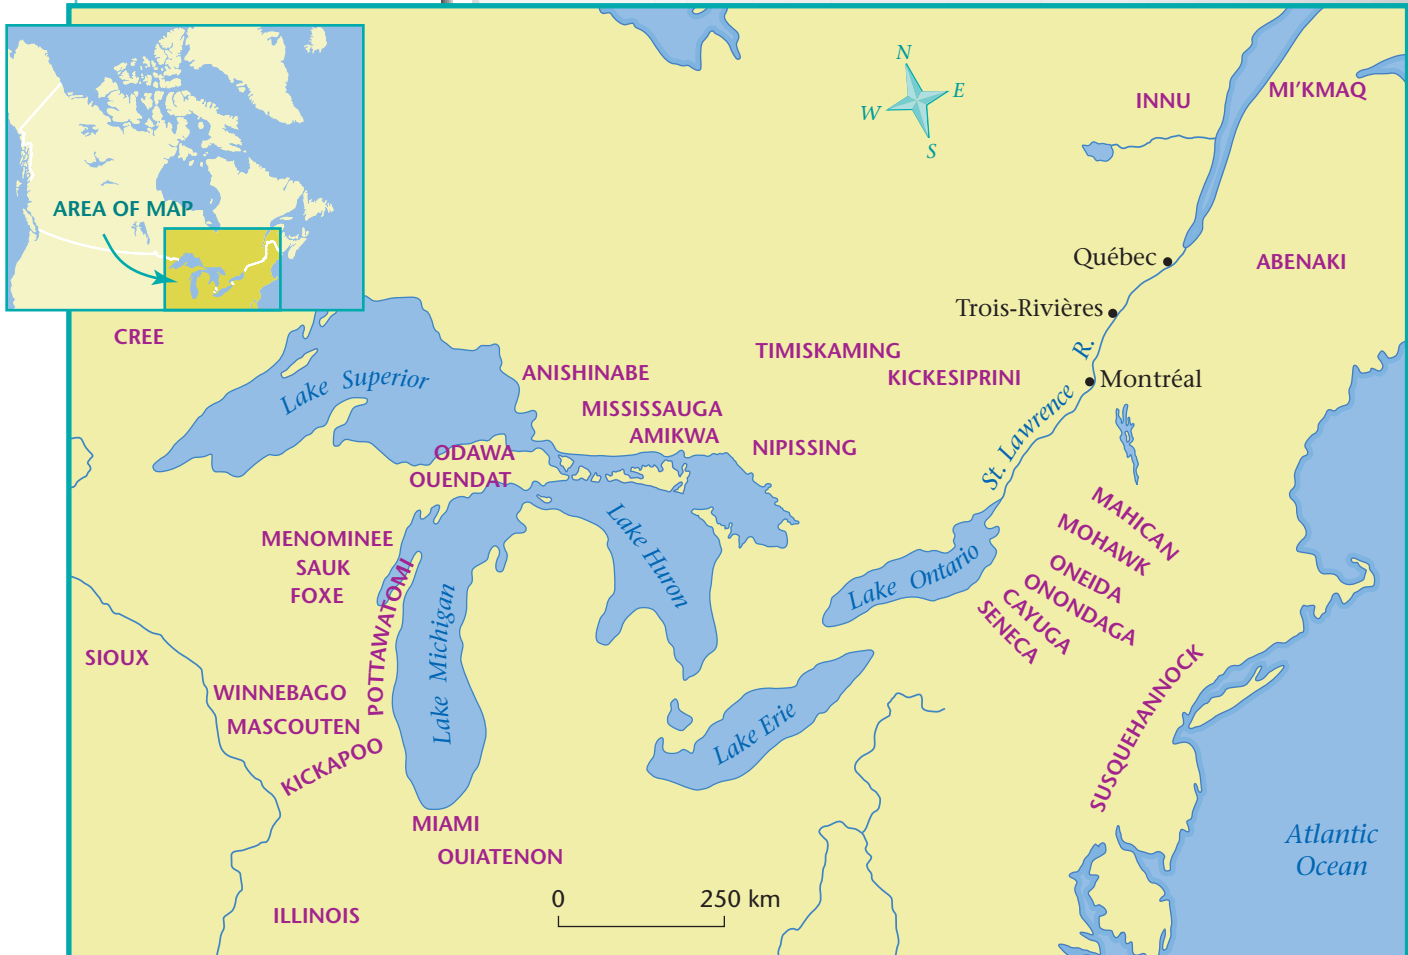 N
E
W
S
INNU
MI'KMAQ
AREA OF MAP
Québec
ABENAKI
Trois-Rivières
CREE
TIMISKAMING
KICKESIPRINI
St. Lawrence R.
Montréal
Lake Superior
ANISHINABE
MISSISSAUGA
AMIKWA
NIPISSING
ODAWA
OUENDAT
MENOMINEE
SAUK
FOXE
POTTAWATOMI
Lake Michigan
Lake Huron
Lake Ontario
MAHICAN
MOHAWK
ONEIDA
ONONDAGA
CAYUGA
SENECA
SIOUX
WINNEBAGO
MASCOUTEN
KICKAPOO
Lake Erie
SUSQUEHANNOCK
MIAMI
OUIATENON
ILLINOIS
0 250 km
Atlantic
Ocean